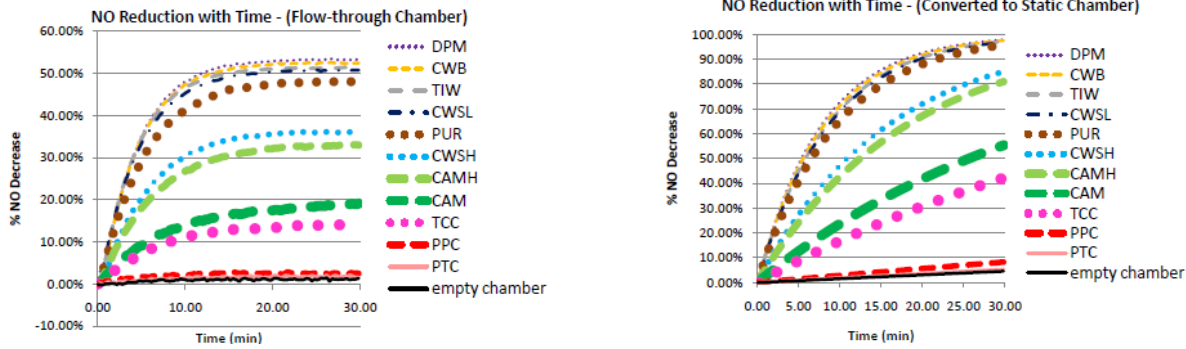 NO Reduction with Time - (Flow-through Chamber)
60.00%
50.00%
40.00%
30.00%
20.00%
10.00%
0.00%
-10.00%
% NO Decrease
0.00 10.00 20.00 30.00
Time (min)
DPM
CWB
TIW
CWSL
PUR
CWSH
CAMH
CAM
TCC
PPC
PTC
empty chamber
NO Reduction with Time - (Converted to Static Chamber)
100.00%
90.00%
80.00%
70.00%
60.00%
50.00%
40.00%
30.00%
20.00%
10.00%
0.00%
% NO Decrease
0.00 5.00 10.00 15.00 20.00 25.00 30.00
Time (min)
DPM
CWB
TIW
CWSL
PUR
CWSH
CAMH
CAM
TCC
PPC
PTC
empty chamber